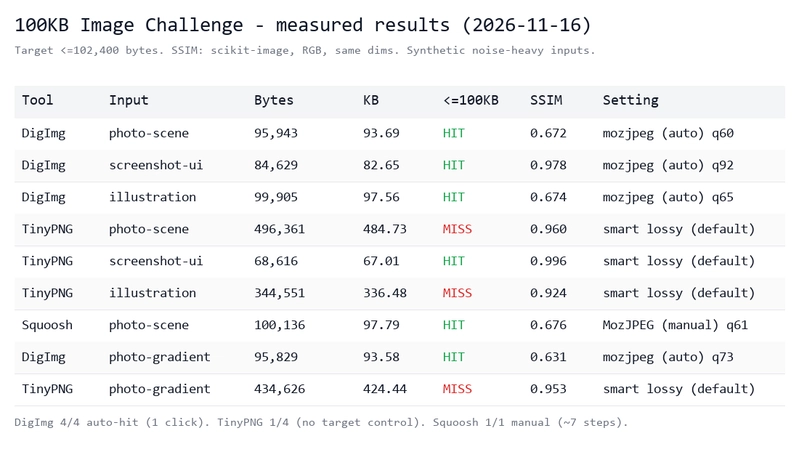 100KB Image Challenge - measured results (2026-11-16)
Target <=102,400 bytes. SSIM: scikit-image, RGB, same dims. Synthetic noise-heavy inputs.
Tool Input Bytes KB <=100KB SSIM Setting
DigImg photo-scene 95,943 93.69 HIT 0.672 mozjpeg (auto) q60
DigImg screenshot-ui 84,629 82.65 HIT 0.978 mozjpeg (auto) q92
DigImg illustration 99,905 97.56 HIT 0.674 mozjpeg (auto) q65
TinyPNG photo-scene 496,361 484.73 MISS 0.960 smart lossy (default)
TinyPNG screenshot-ui 68,616 67.01 HIT 0.996 smart lossy (default)
TinyPNG illustration 344,551 336.48 MISS 0.924 smart lossy (default)
Squoosh photo-scene 100,136 97.79 HIT 0.676 MozJPEG (manual) q61
DigImg photo-gradient 95,829 93.58 HIT 0.631 mozjpeg (auto) q73
TinyPNG photo-gradient 434,626 424.44 MISS 0.953 smart lossy (default)
DigImg 4/4 auto-hit (1 click). TinyPNG 1/4 (no target control). Squoosh 1/1 manual (~7 steps).